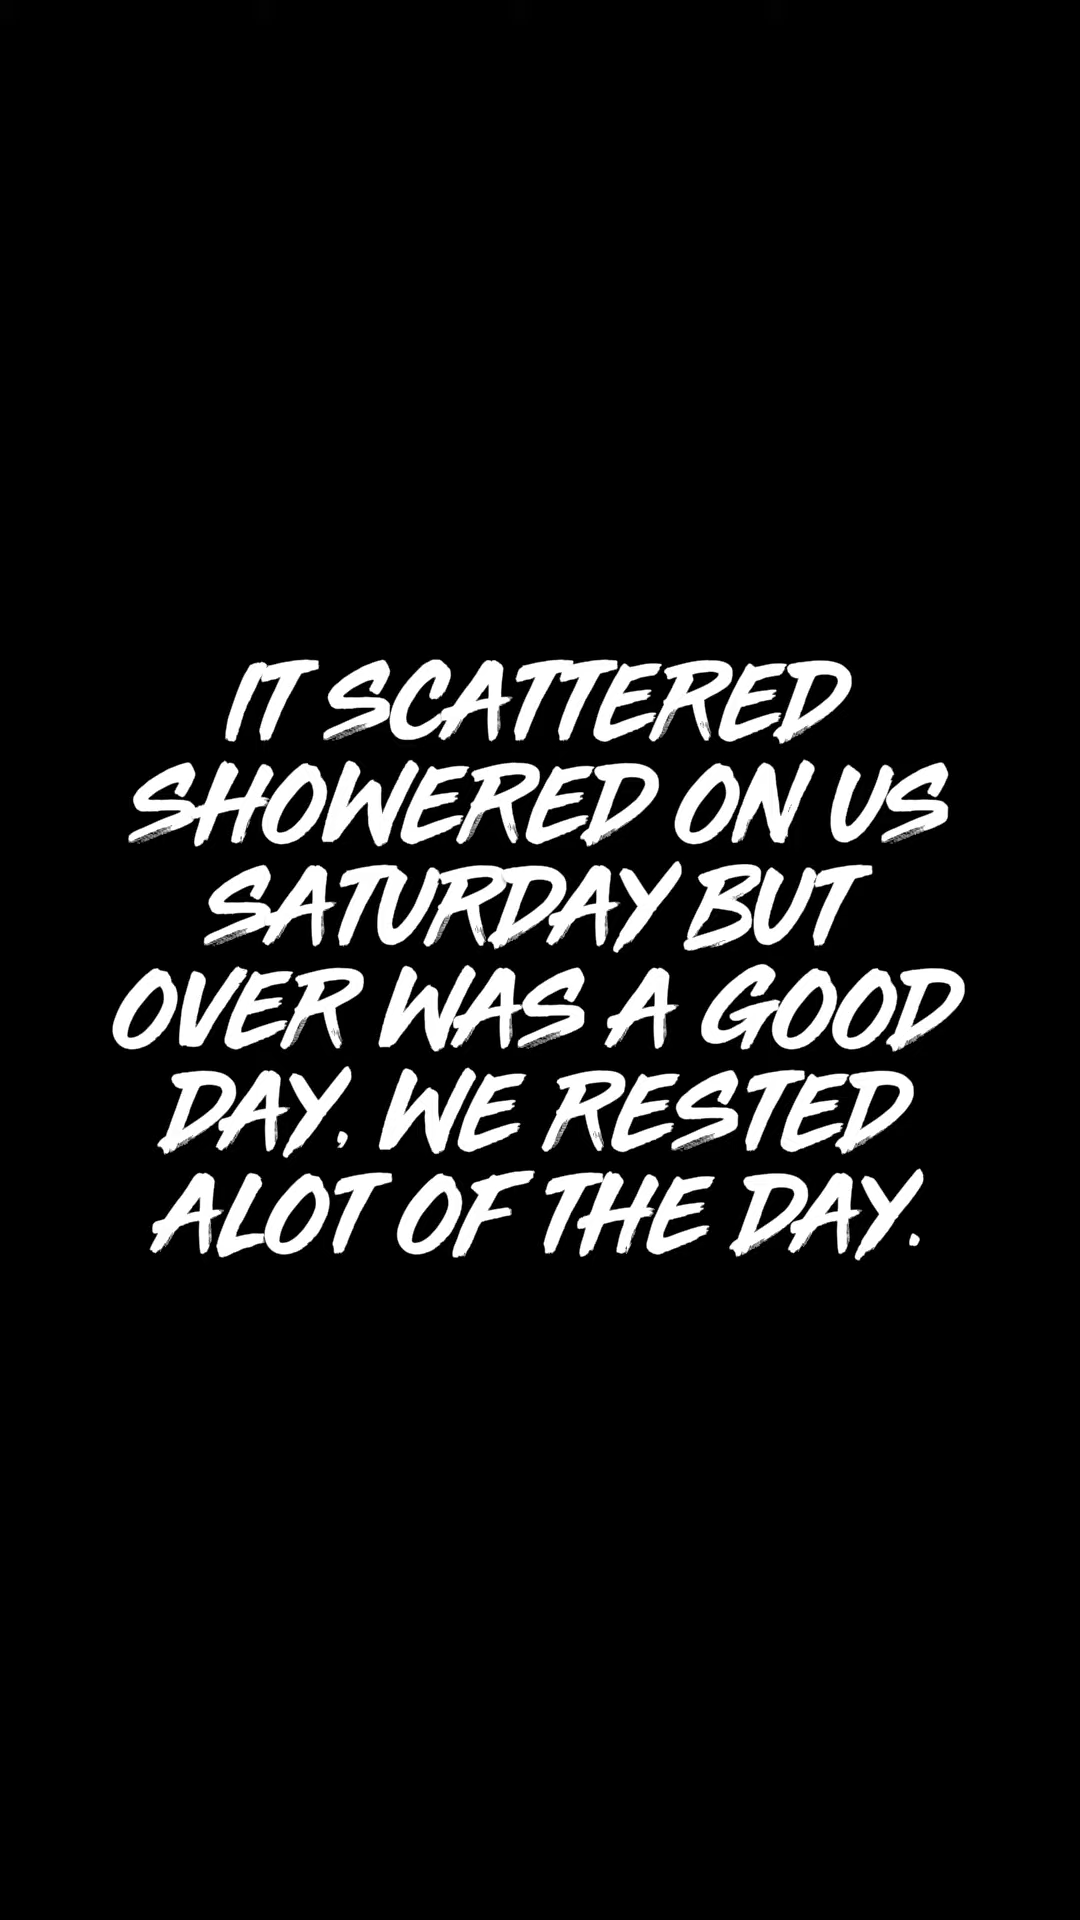 IT SCATTERED
SHOWERED ON US
SATURDAY BUT
OVER WAS A GOOD
DAY. WE RESTED
ALOT OF THE DAY.